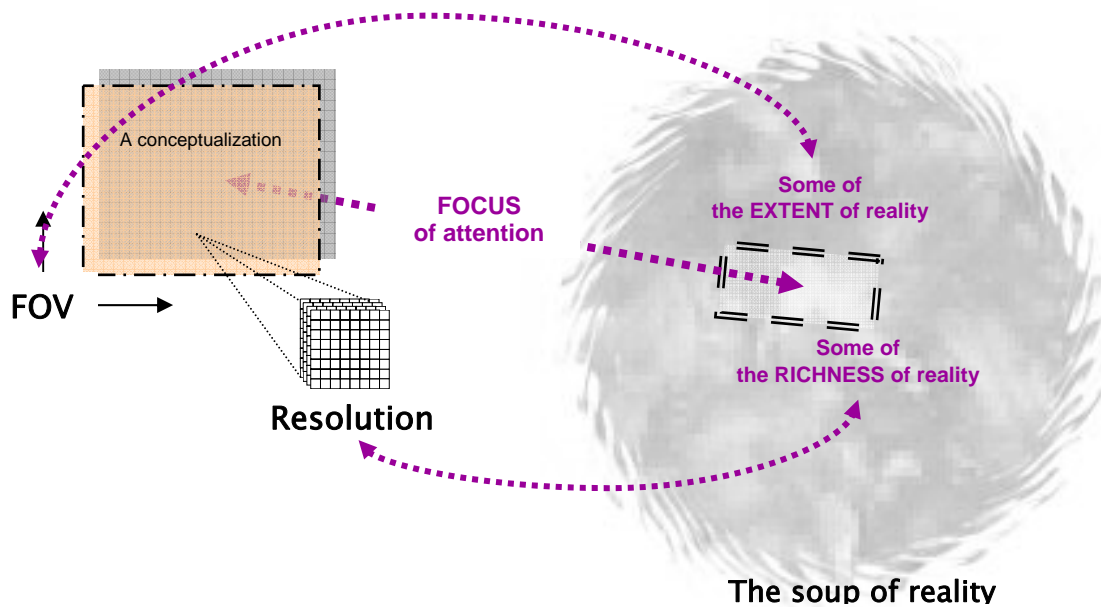 A conceptualization
FOCUS
of attention
Some of
the EXTENT of reality
FOV
Some of
the RICHNESS of reality
Resolution
The soup of reality